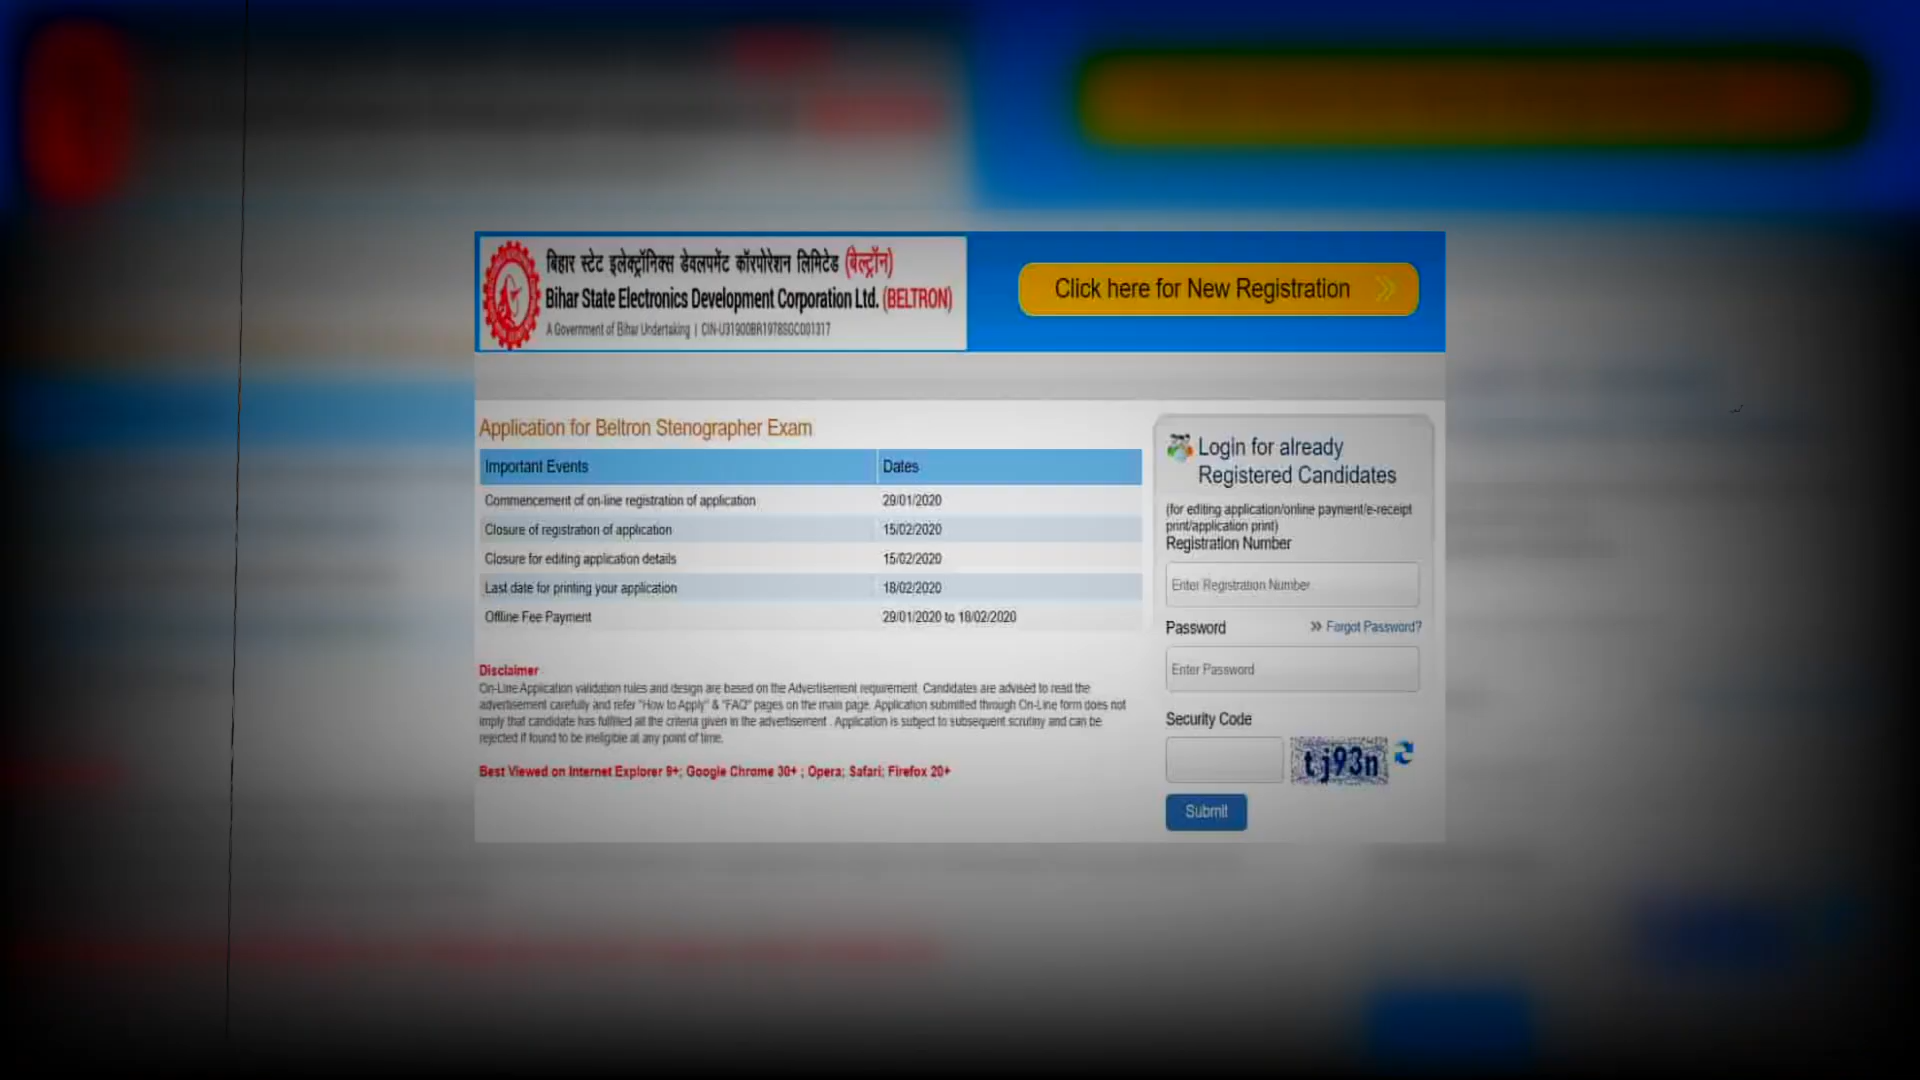 बिहार स्टेट इलेक्ट्रॉनिक्स डेवलपमेंट कॉरपोरेशन लिमिटेड (बेल्ट्रॉन)
Bihar State Electronics Development Corporation Ltd. (BELTRON)
A Government of Bihar Undertaking | CIN-U31900BR1978SGC001317
Click here for New Registration
Application for Beltron Stenographer Exam
Important Events Dates
Commencement of on-line registration of application 29/01/2020
Closure of registration of application 15/02/2020
Closure for editing application details 15/02/2020
Last date for printing your application 18/02/2020
Offline Fee Payment 29/01/2020 to 18/02/2020
Disclaimer
On-Line Application validation rules and design are based on the Advertisement requirement. Candidates are advised to read the
advertisement carefully and refer "How to Apply" & "FAQ" pages on the main page. Application submitted through On-Line form does not
imply that candidate has fulfilled all the criteria given in the advertisement . Application is subject to subsequent scrutiny and can be
rejected if found to be ineligible at any point of time.
Best Viewed on Internet Explorer 9+; Google Chrome 30+ ; Opera; Safari; Firefox 20+
Login for already
Registered Candidates
(for editing application/online payment/e-receipt
print/application print)
Registration Number
Enter Registration Number
Password » Forgot Password?
Enter Password
Security Code
tj93n
Submit